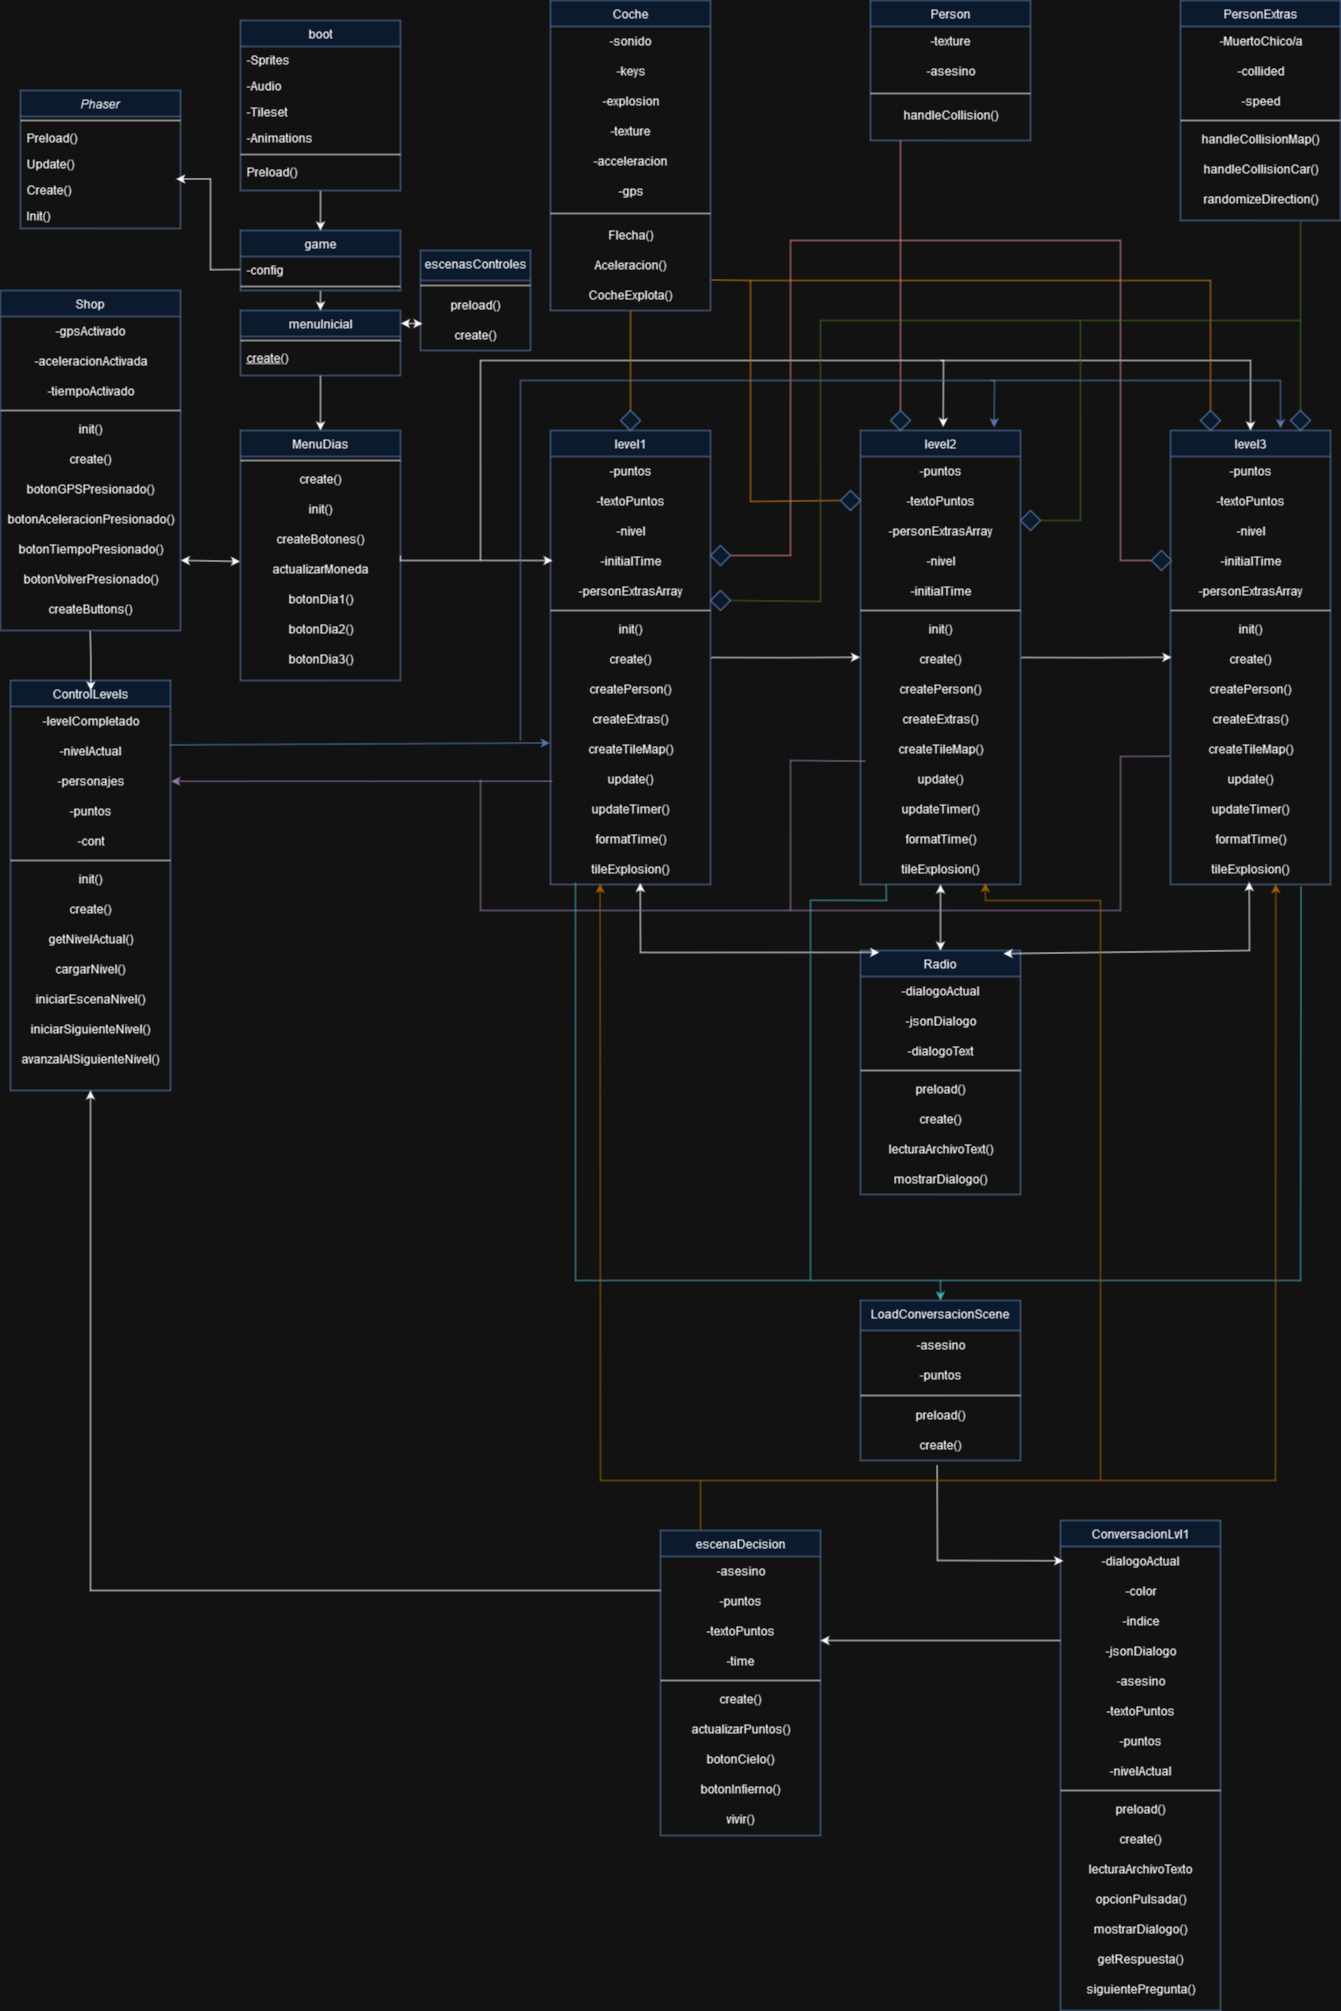 Coche
-sonido
-keys
-explosion
-texture
-acceleracion
-gps
Flecha()
Aceleracion()
CocheExplota()
Person
-texture
-asesino
handleCollision()
PersonExtras
-MuertoChico/a
-collided
-speed
handleCollisionMap()
handleCollisionCar()
randomizeDirection()
boot
-Sprites
-Audio
-Tileset
-Animations
Preload()
Phaser
Preload()
Update()
Create()
Init()
game
-config
escenasControles
preload()
create()
menuInicial
create()
Shop
-gpsActivado
-aceleracionActivada
-tiempoActivado
init()
create()
botonGPSPresionado()
botonAceleracionPresionado()
botonTiempoPresionado()
botonVolverPresionado()
createButtons()
MenuDias
create()
init()
createBotones()
actualizarMoneda
botonDia1()
botonDia2()
botonDia3()
level1
-puntos
-textoPuntos
-nivel
-initialTime
-personExtrasArray
init()
create()
createPerson()
createExtras()
createTileMap()
update()
updateTimer()
formatTime()
tileExplosion()
level2
-puntos
-textoPuntos
-personExtrasArray
-nivel
-initialTime
init()
create()
createPerson()
createExtras()
createTileMap()
update()
updateTimer()
formatTime()
tileExplosion()
level3
-puntos
-textoPuntos
-nivel
-initialTime
-personExtrasArray
init()
create()
createPerson()
createExtras()
createTileMap()
update()
updateTimer()
formatTime()
tileExplosion()
ControlLevels
-levelCompletado
-nivelActual
-personajes
-puntos
-cont
init()
create()
getNivelActual()
cargarNivel()
iniciarEscenaNivel()
iniciarSiguienteNivel()
avanzalAlSiguienteNivel()
Radio
-dialogoActual
-jsonDialogo
-dialogoText
preload()
create()
lecturaArchivoText()
mostrarDialogo()
LoadConversacionScene
-asesino
-puntos
preload()
create()
escenaDecision
-asesino
-puntos
-textoPuntos
-time
create()
actualizarPuntos()
botonCielo()
botonInfierno()
vivir()
ConversacionLvl1
-dialogoActual
-color
-indice
-jsonDialogo
-asesino
-textoPuntos
-puntos
-nivelActual
preload()
create()
lecturaArchivoTexto
opcionPulsada()
mostrarDialogo()
getRespuesta()
siguientePregunta()